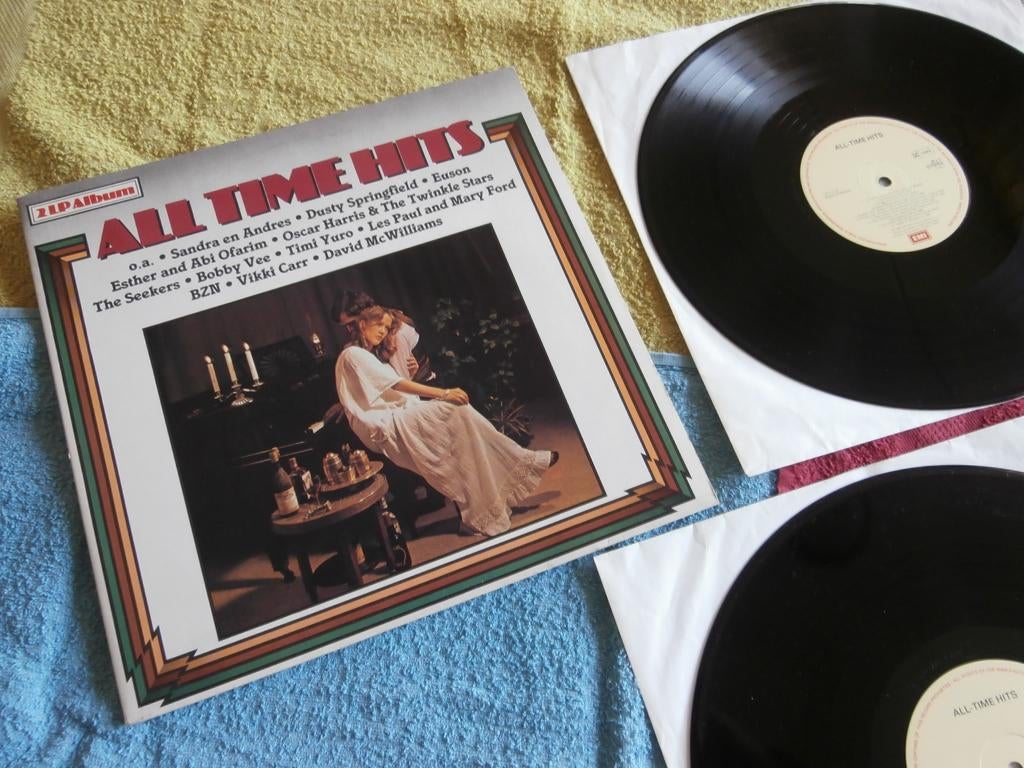 2 LP Album
ALL TIME HITS
o.a. • Sandra en Andres • Dusty Springfield • Euson
Esther and Abi Ofarim • Oscar Harris & The Twinkle Stars
The Seekers • Bobby Vee • Timi Yuro • Les Paul and Mary Ford
BZN • Vikki Carr • David McWilliams
ALL-TIME HITS
EMI
ALL-TIME HITS